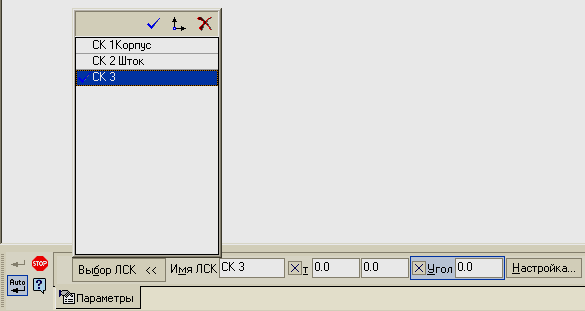 СК 1Корпус
СК 2 Шток
СК 3
STOP
Auto
?
Выбор ЛСК <<
Имя ЛСК СК 3
т 0.0 0.0
Угол 0.0
Настройка...
Параметры